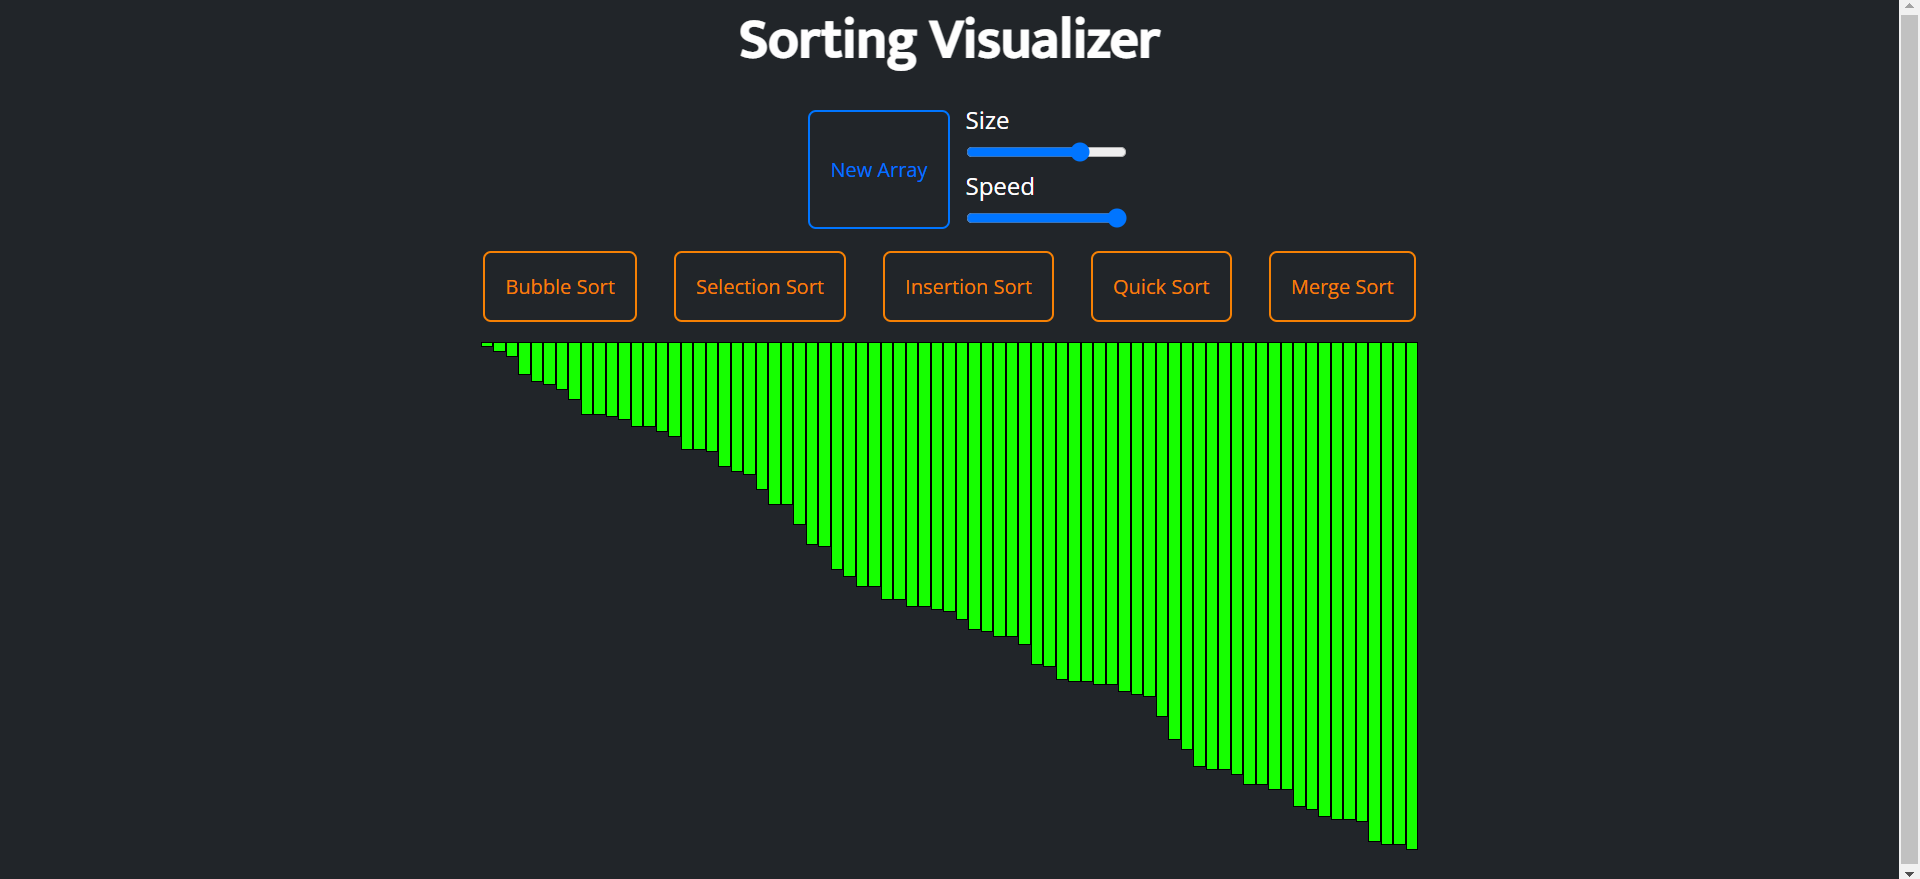 Sorting Visualizer
New Array
Size
Speed
Bubble Sort
Selection Sort
Insertion Sort
Quick Sort
Merge Sort